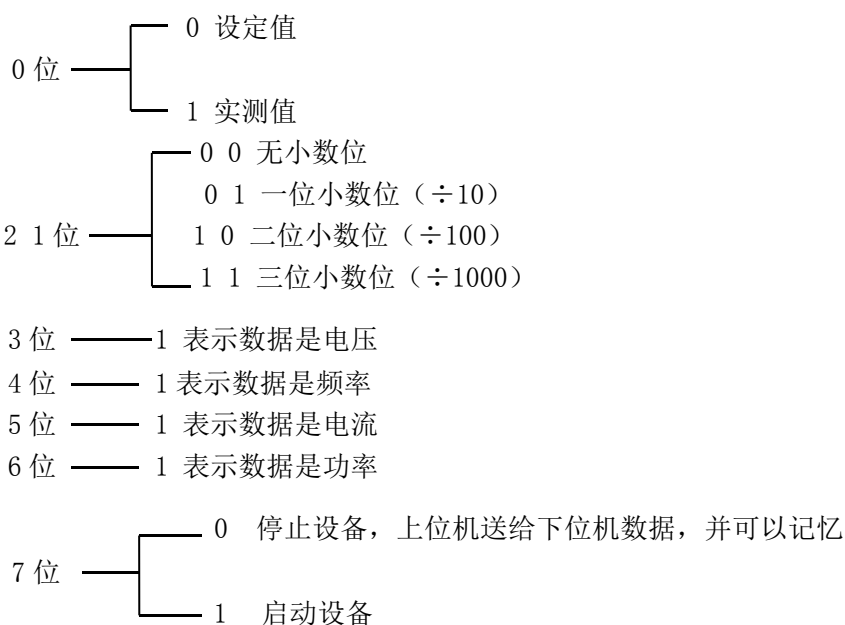 0 设定值
0位
1 实测值
0 0 无小数位
0 1 一位小数位（÷10）
2 1位
1 0 二位小数位（÷100）
1 1 三位小数位（÷1000）
3位 1 表示数据是电压
4位 1表示数据是频率
5位 1 表示数据是电流
6位 1 表示数据是功率
0 停止设备，上位机送给下位机数据，并可以记忆
7位
1 启动设备